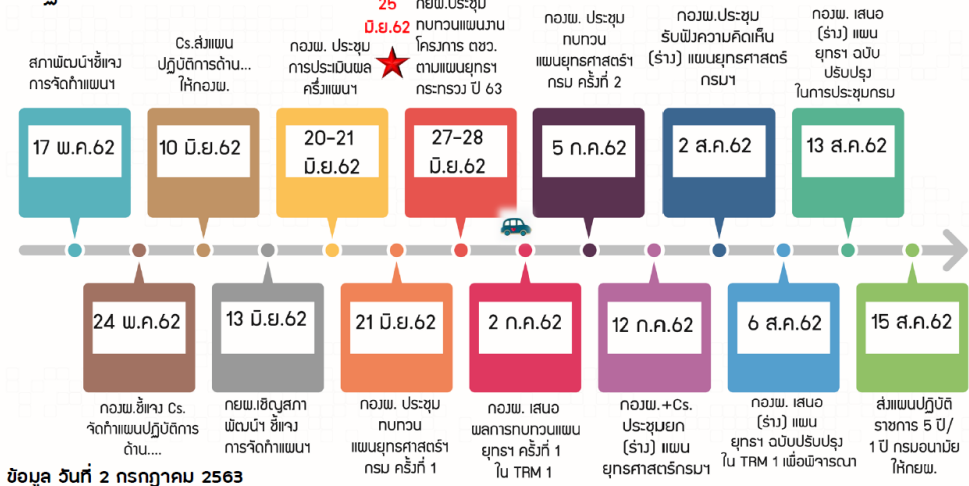 25
มิ.ย.62
กยผ.ประชุม
ทบทวนแผนงาน
โครงการ ตชว.
ตามแผนยุทธฯ
กระทรวง ปี 63
สภาพัฒน์ฯชี้แจง
การจัดทำแผนฯ
17 พ.ค.62
Cs.ส่งแผน
ปฏิบัติการด้าน...
ให้กองผ.
10 มิ.ย.62
กองผ. ประชุม
การประเมินผล
ครึ่งแผนฯ
20-21
มิ.ย.62
27-28
มิ.ย.62
กองผ. ประชุม
ทบทวน
แผนยุทธศาสตร์ฯ
กรม ครั้งที่ 2
5 ก.ค.62
กองผ.ประชุม
รับฟังความคิดเห็น
(ร่าง) แผนยุทธศาสตร์
กรมฯ
2 ส.ค.62
กองผ. เสนอ
(ร่าง) แผน
ยุทธฯ ฉบับ
ปรับปรุง
ในการประชุมกรม
13 ส.ค.62
24 พ.ค.62
กองผ.ชี้แจง Cs.
จัดทำแผนปฏิบัติการ
ด้าน....
13 มิ.ย.62
กยผ.เชิญสภา
พัฒน์ฯ ชี้แจง
การจัดทำแผนฯ
21 มิ.ย.62
กองผ. ประชุม
ทบทวน
แผนยุทธศาสตร์ฯ
กรม ครั้งที่ 1
2 ก.ค.62
กองผ. เสนอ
ผลการทบทวนแผน
ยุทธฯ ครั้งที่ 1
ใน TRM 1
12 ก.ค.62
กองผ.+Cs.
ประชุมยก
(ร่าง) แผน
ยุทธศาสตร์กรมฯ
6 ส.ค.62
กองผ. เสนอ
(ร่าง) แผน
ยุทธฯ ฉบับปรับปรุง
ใน TRM 1 เพื่อพิจารณา
15 ส.ค.62
ส่งแผนปฏิบัติ
ราชการ 5 ปี/
1 ปี กรมอนามัย
ให้กยผ.
ข้อมูล วันที่ 2 กรกฎาคม 2563